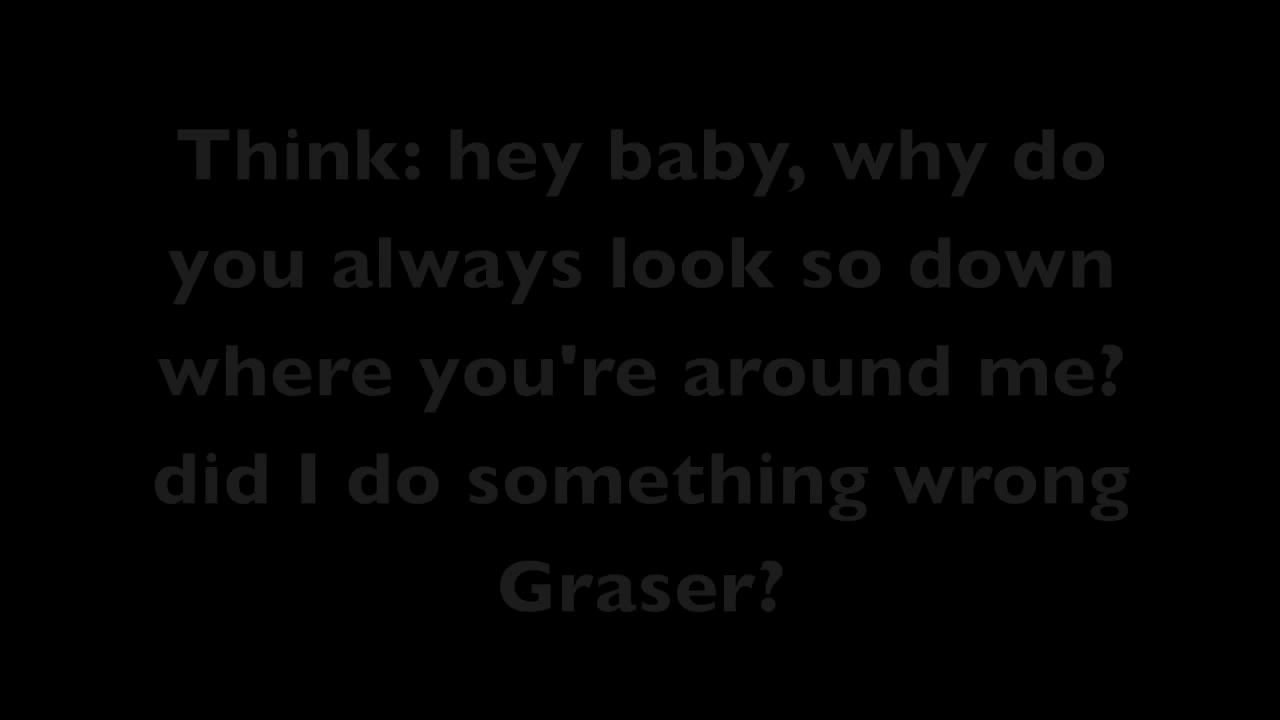 Think: hey baby, why do
you always look so down
where you're around me?
did I do something wrong
Graser?